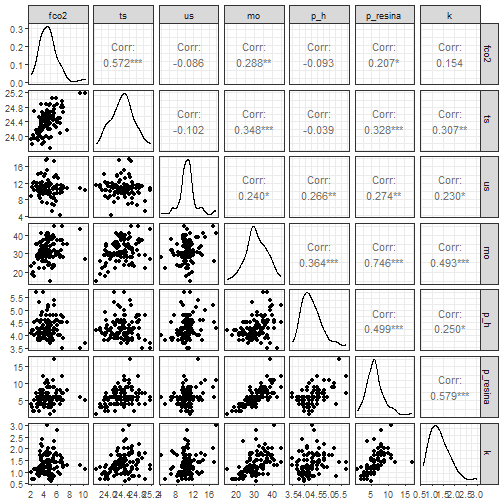 fco2 ts us mo p_h p_resina k
0.3 Corr: Corr: Corr: Corr: Corr: Corr: fco2
0.2 0.572*** -0.086 0.288** -0.093 0.207* 0.154
0.1
0.0
25.2 Corr: Corr: Corr: Corr: Corr: ts
24.8 -0.102 0.348*** -0.039 0.328*** 0.307**
24.4
24.0
16 Corr: Corr: Corr: Corr: us
12 0.240* 0.266** 0.274** 0.230*
8
4
40 Corr: Corr: Corr: mo
30 0.364*** 0.746*** 0.493***
20
5.5 Corr: Corr: p_h
5.0 0.499*** 0.250*
4.5
4.0
3.5
15 Corr: p_resina
10 0.579***
5
3.0 k
2.5
2.0
1.5
1.0
0.5
2 4 6 8 10 8 12 16 20 30 40 5 10 15